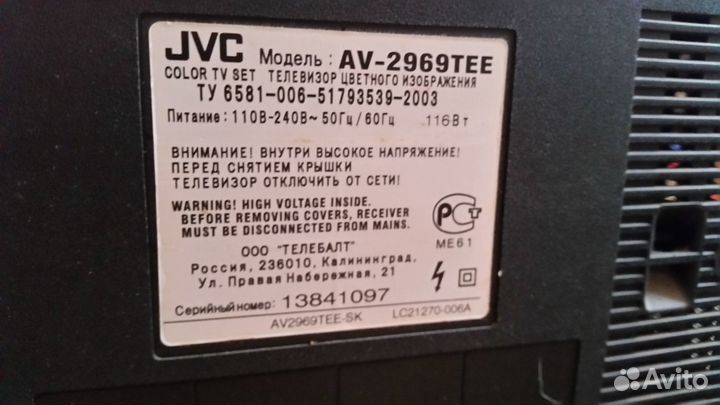 JVC Модель : AV-2969TEE
COLOR TV SET ТЕЛЕВИЗОР ЦВЕТНОГО ИЗОБРАЖЕНИЯ
ТУ 6581-006-51793539-2003
Питание : 110В-240В~ 50Гц/60Гц 116Вт
ВНИМАНИЕ! ВНУТРИ ВЫСОКОЕ НАПРЯЖЕНИЕ!
ПЕРЕД СНЯТИЕМ КРЫШКИ
ТЕЛЕВИЗОР ОТКЛЮЧИТЬ ОТ СЕТИ!
WARNING! HIGH VOLTAGE INSIDE.
BEFORE REMOVING COVERS, RECEIVER
MUST BE DISCONNECTED FROM MAINS.
РСТ
МЕ61
ООО "ТЕЛЕБАЛТ"
Россия, 236010, Калининград,
Ул. Правая Набережная, 21
Серийный номер: 13841097
AV2969TEE-SK LC21270-006A
Avito